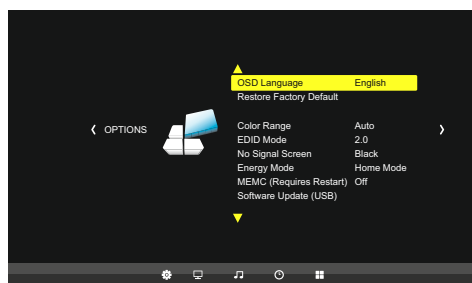 OSD Language English
Restore Factory Default
OPTIONS
Color Range Auto
EDID Mode 2.0
No Signal Screen Black
Energy Mode Home Mode
MEMC (Requires Restart) Off
Software Update (USB)